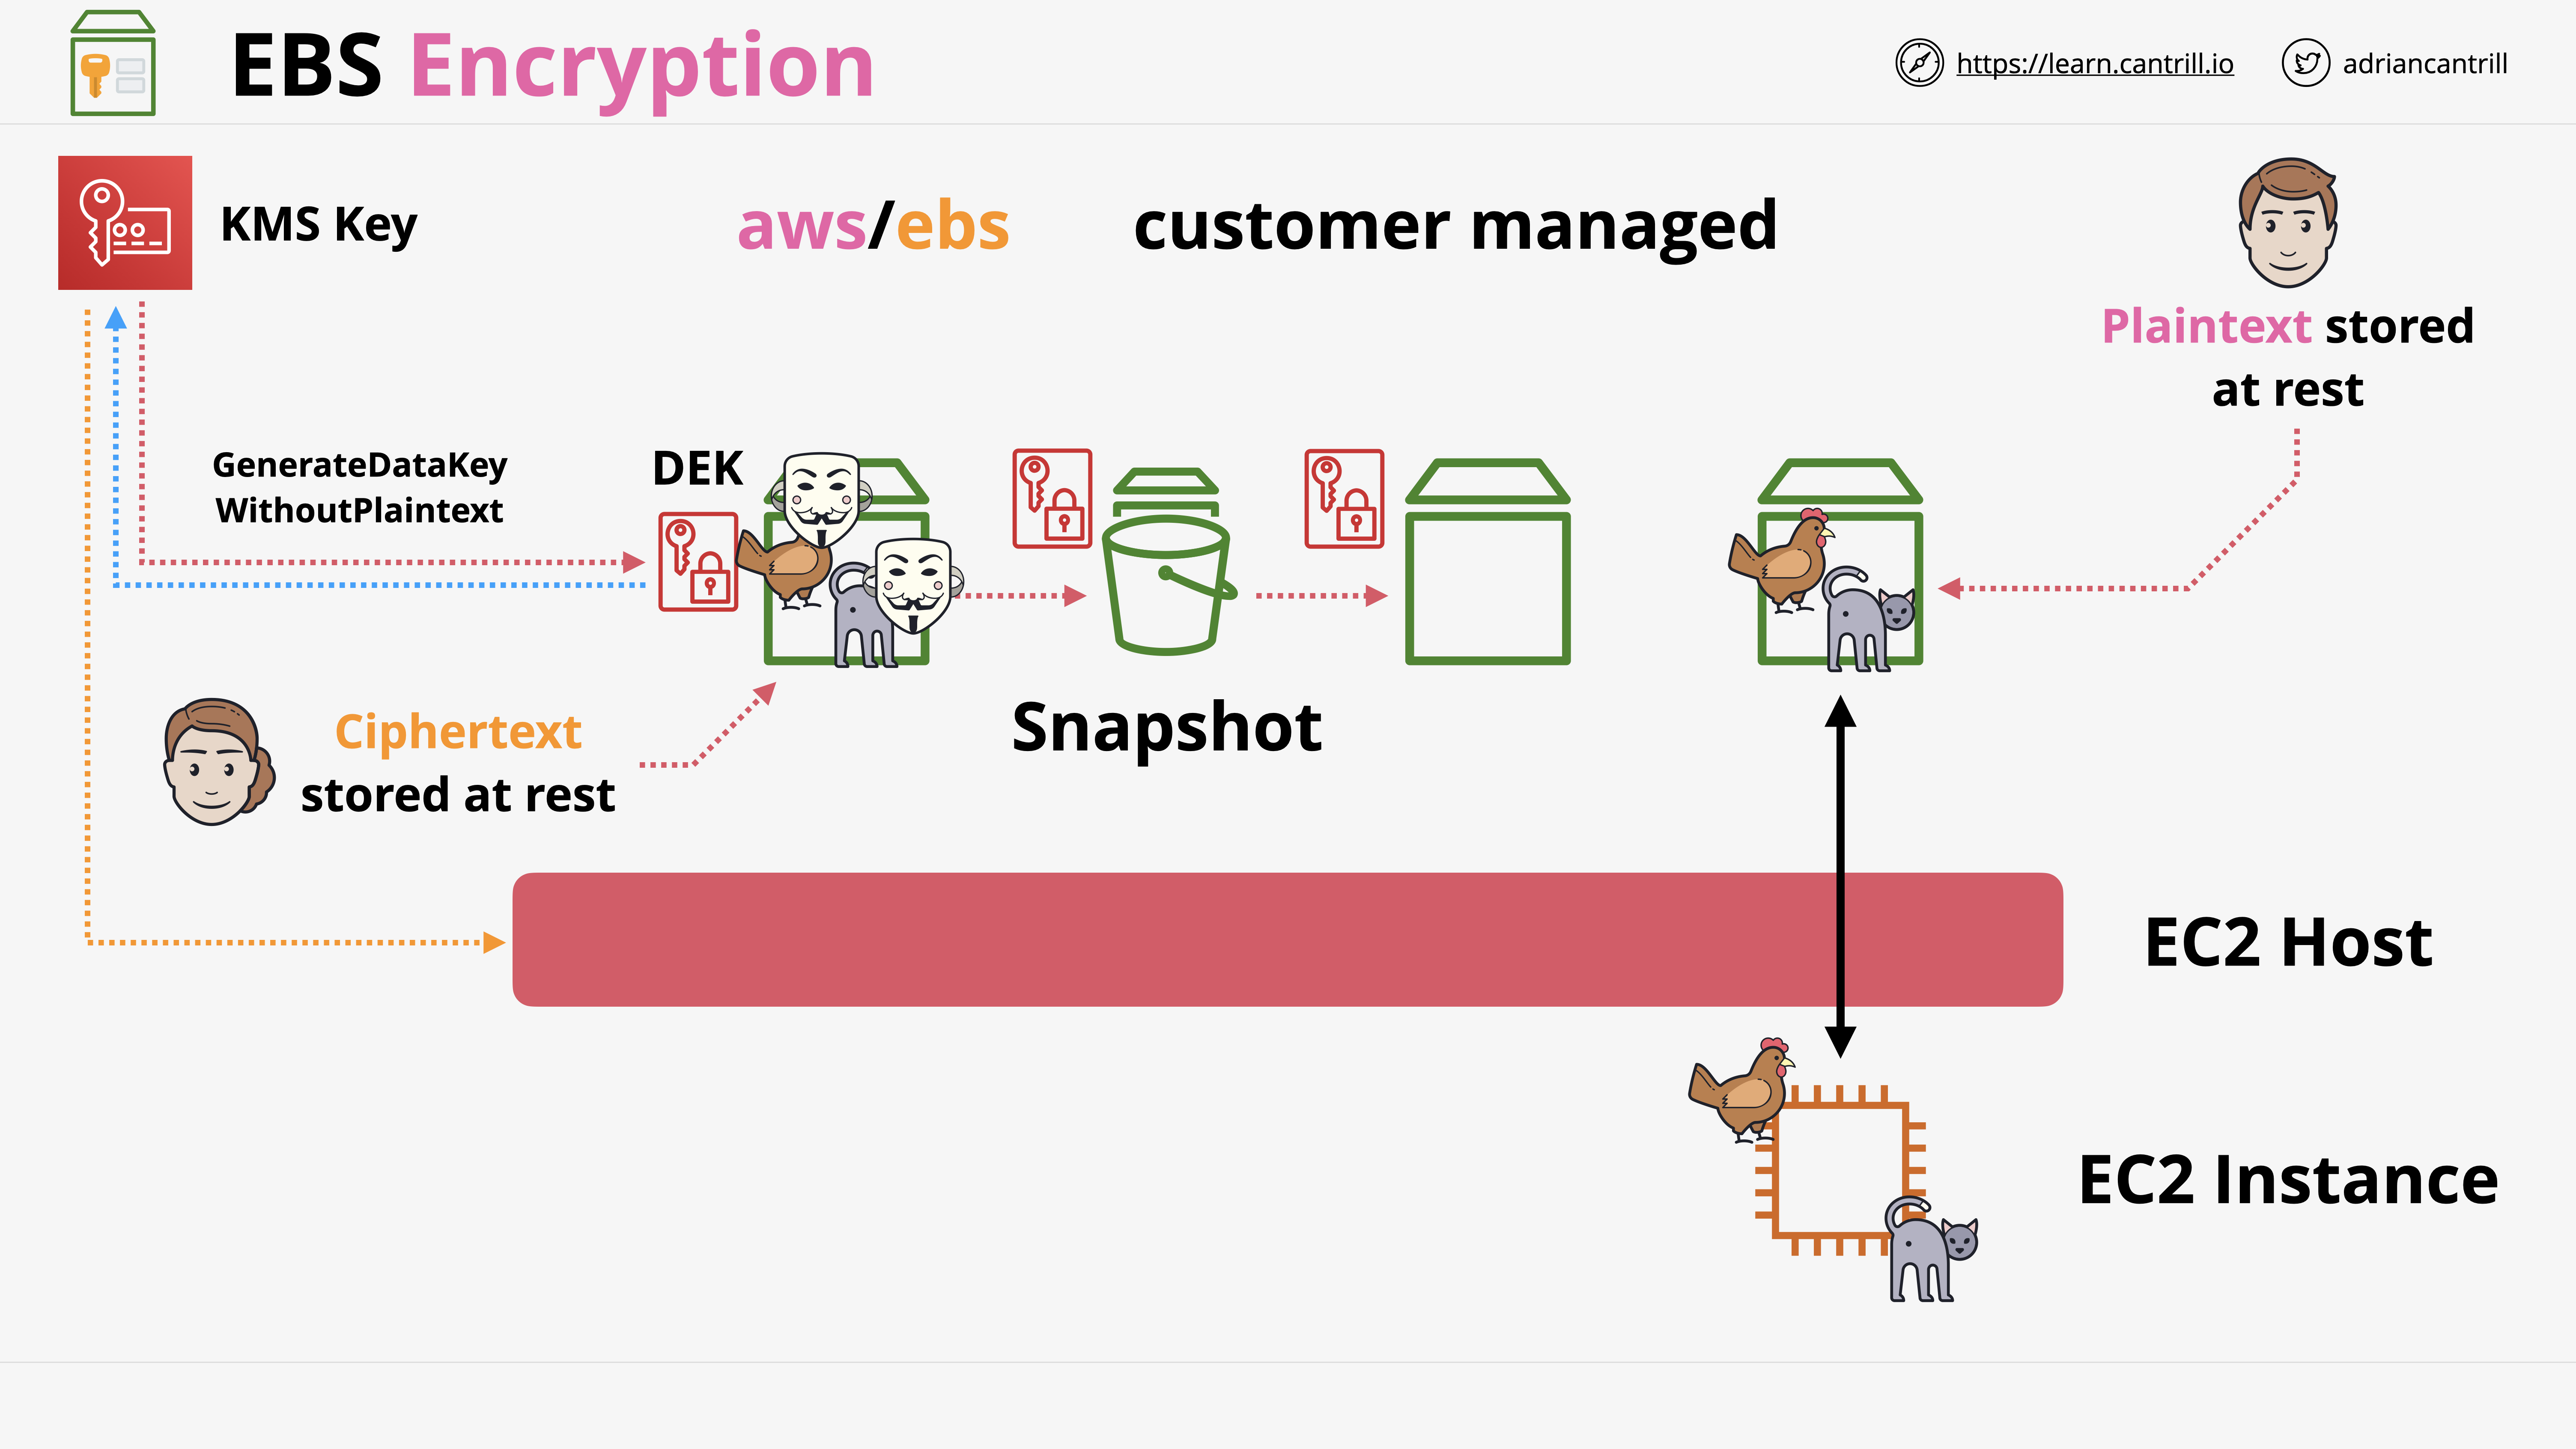 EBS Encryption
https://learn.cantrill.io
adriancantrill
KMS Key
aws/ebs
customer managed
Plaintext stored
at rest
GenerateDataKey
WithoutPlaintext
DEK
Ciphertext
stored at rest
Snapshot
EC2 Host
EC2 Instance